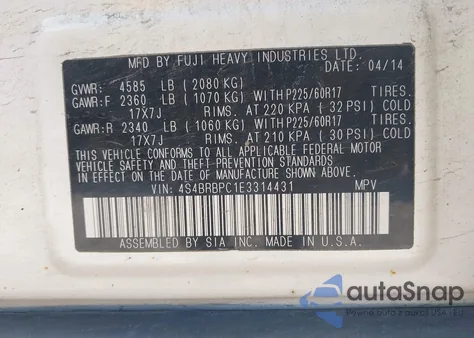 MFD BY FUJI HEAVY INDUSTRIES LTD.
DATE: 04/14
GVWR: 4585 LB (2080 KG)
GAWR:F 2360 LB (1070 KG) WITH P225/60R17 TIRES.
17X7J RIMS. AT 220 KPA (32 PSI) COLD
GAWR:R 2340 LB (1060 KG) WITH P225/60R17 TIRES.
17X7J RIMS. AT 210 KPA (30 PSI) COLD
THIS VEHICLE CONFORMS TO ALL APPLICABLE FEDERAL MOTOR
VEHICLE SAFETY AND THEFT PREVENTION STANDARDS
IN EFFECT ON THE DATE OF MANUFACTURE SHOWN ABOVE.
VIN: 4S4BRBPC1E3314431 MPV
ASSEMBLED BY SIA INC. MADE IN U.S.A.
autoSnap
Pewne auto z USA